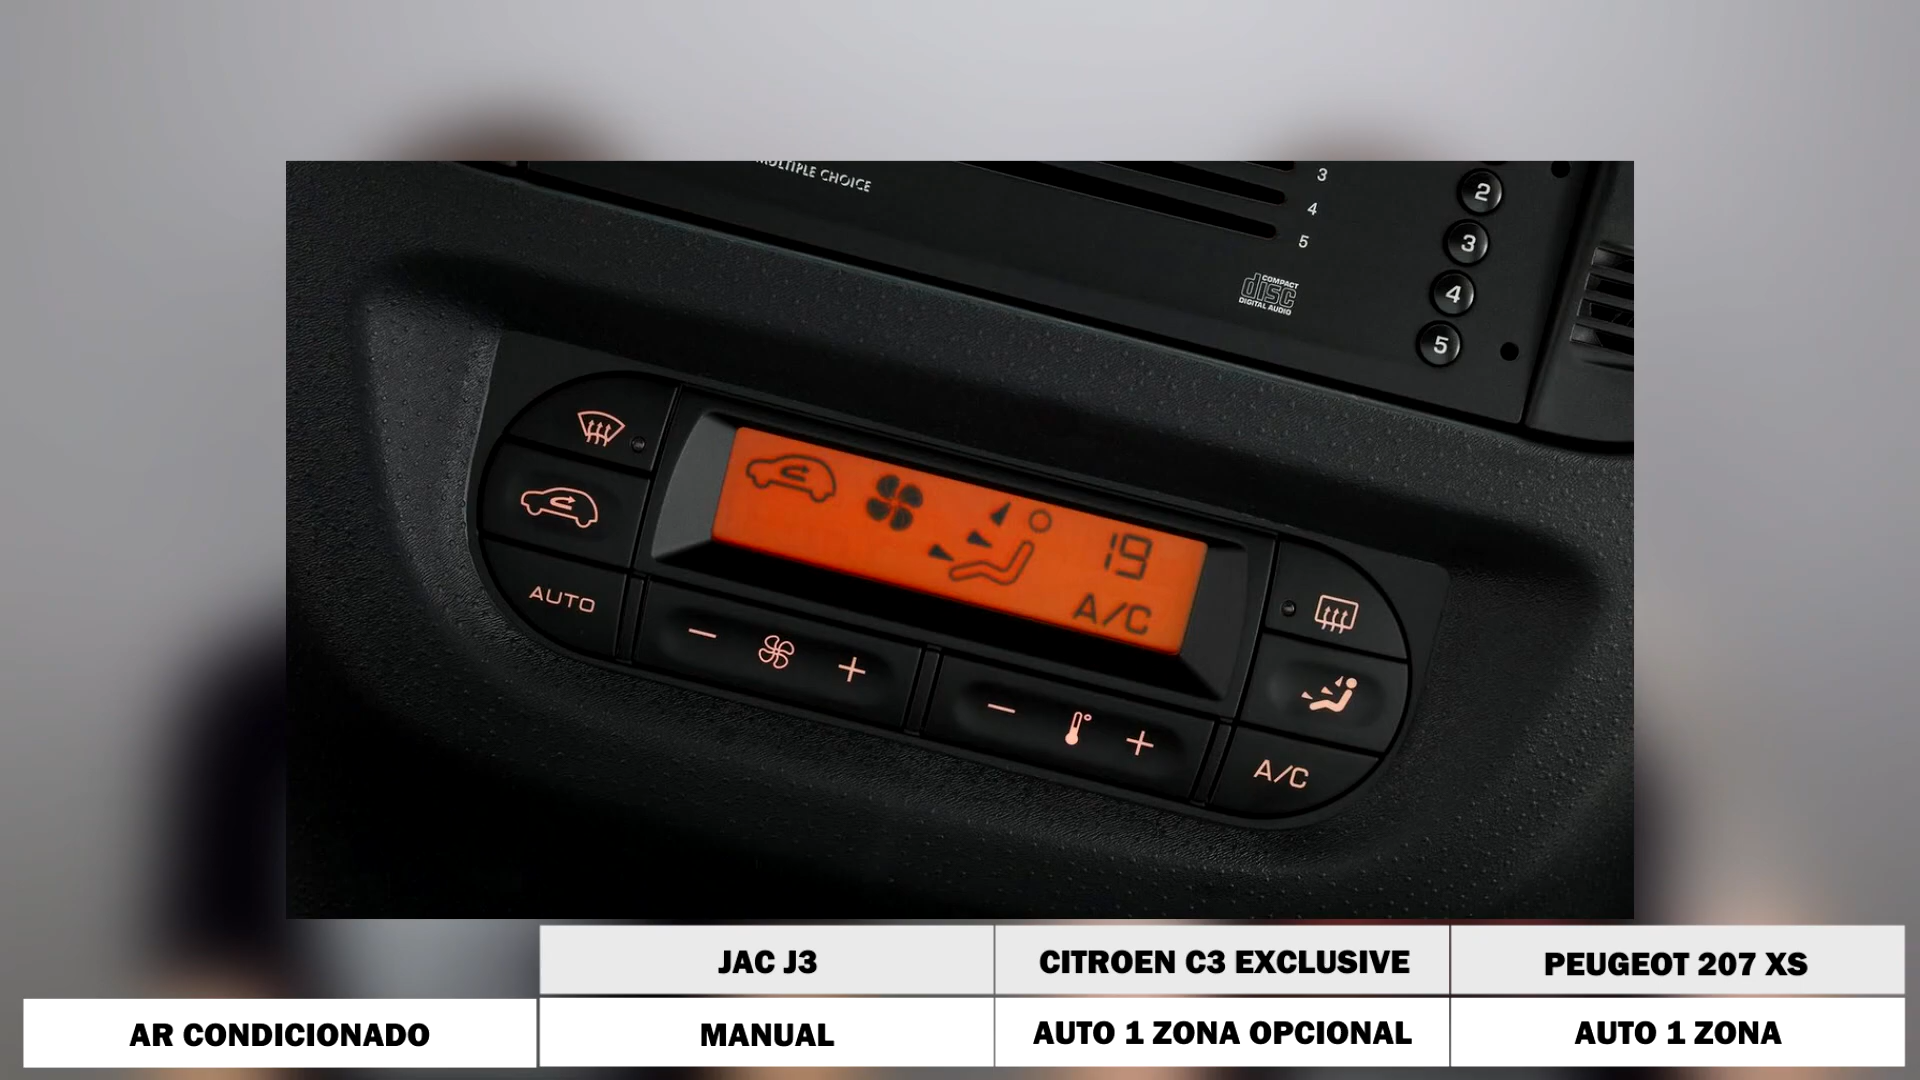 MULTIPLE CHOICE
3
4
5
2
3
4
5
COMPACT
disc
DIGITAL AUDIO
19
A/C
AUTO
A/C
JAC J3
CITROEN C3 EXCLUSIVE
PEUGEOT 207 XS
AR CONDICIONADO
MANUAL
AUTO 1 ZONA OPCIONAL
AUTO 1 ZONA